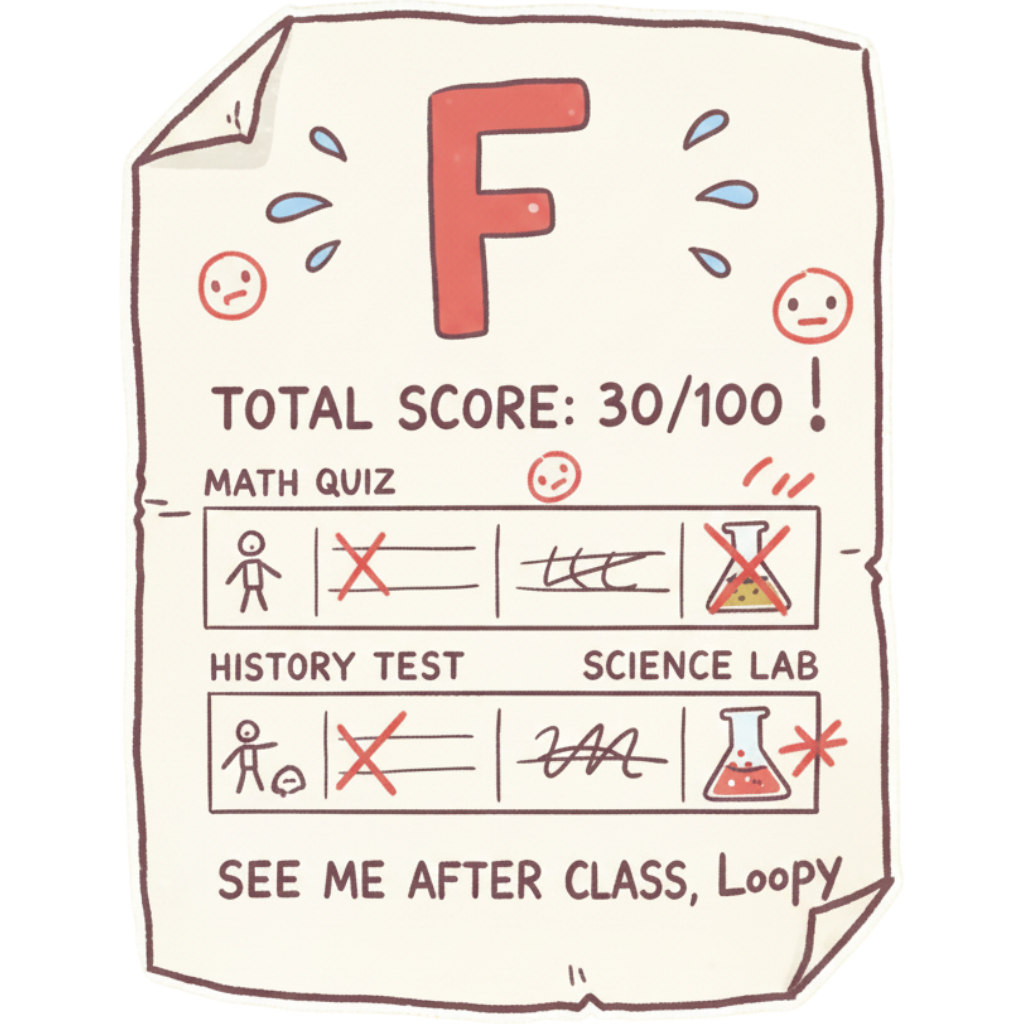 F
TOTAL SCORE: 30/100 !
MATH QUIZ
HISTORY TEST SCIENCE LAB
SEE ME AFTER CLASS, Loopy